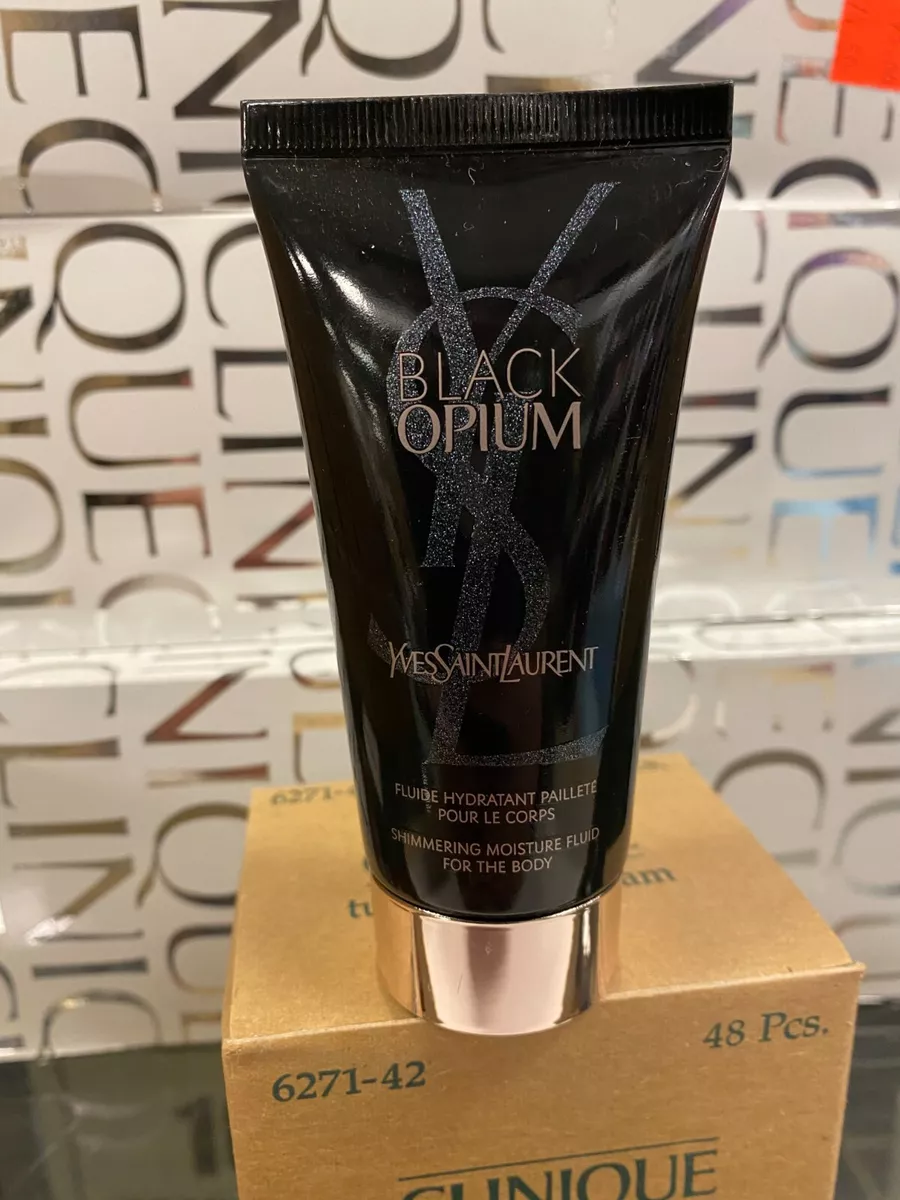 BLACK
OPIUM
YVESSAINTLAURENT
FLUIDE HYDRATANT PAILLETÉ
POUR LE CORPS
SHIMMERING MOISTURE FLUID
FOR THE BODY
48 Pcs.
6271-42
CLINIQUE